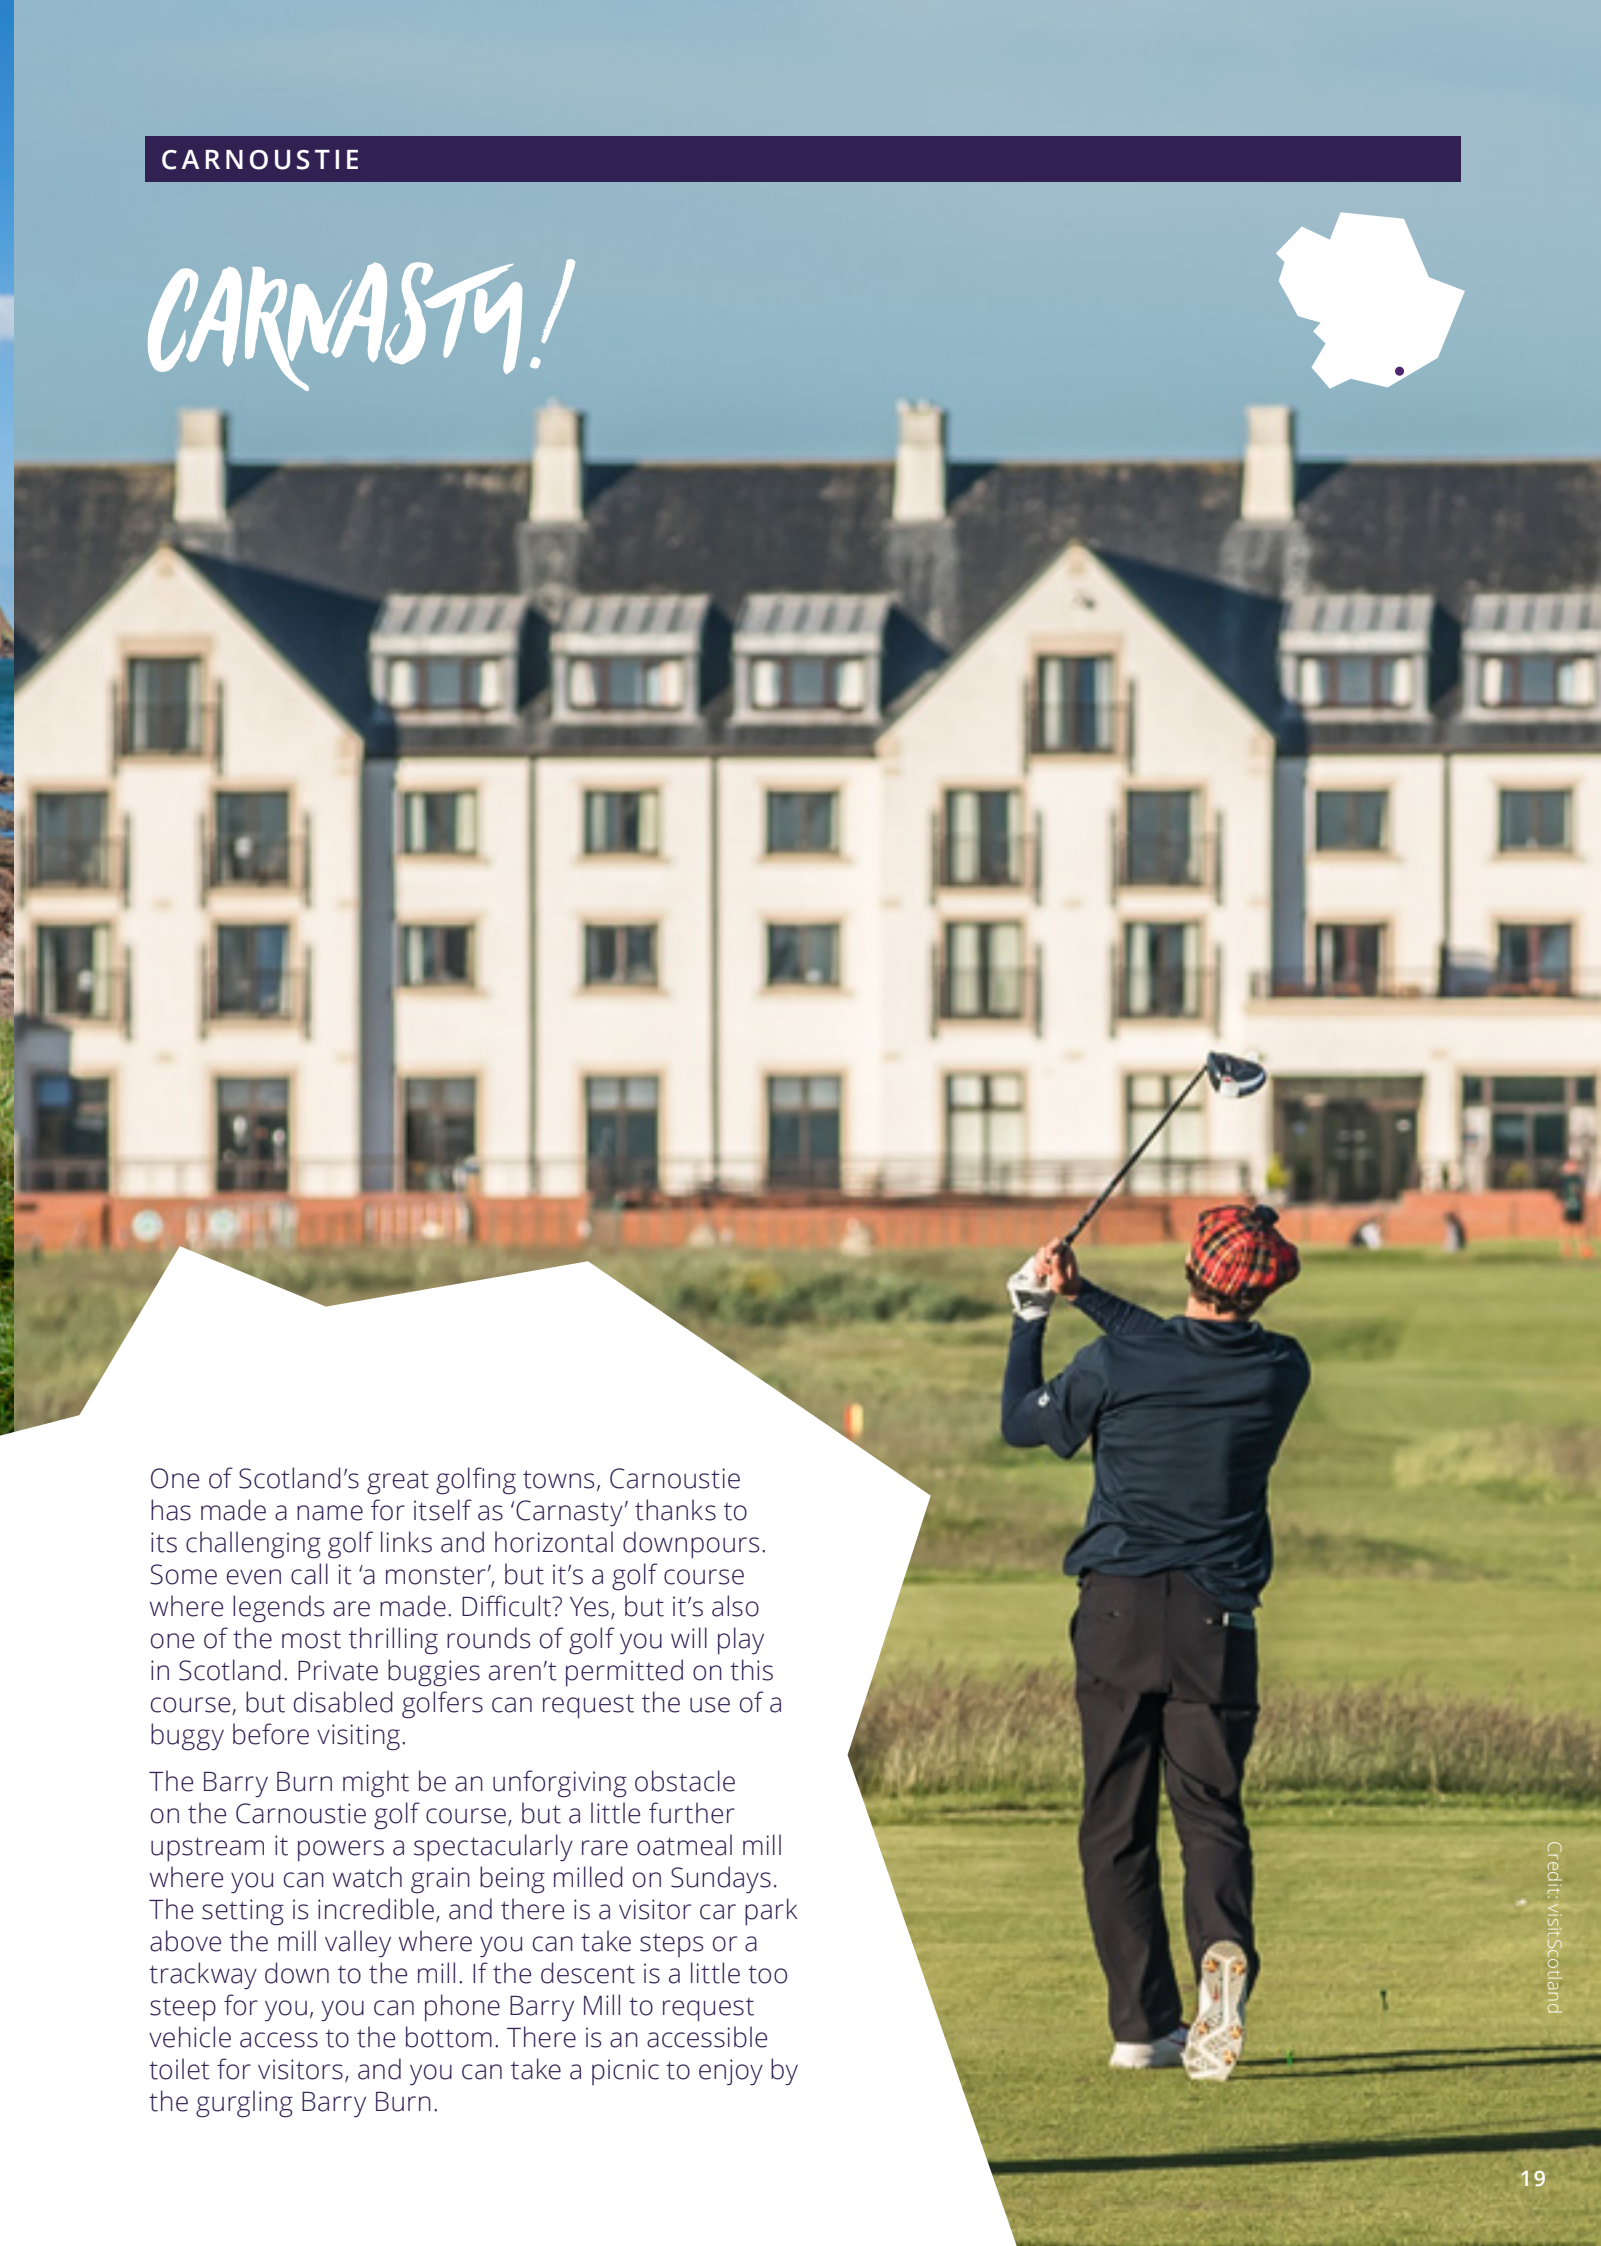 CARNOUSTIE
CARNASTY!
One of Scotland’s great golfing towns, Carnoustie
has made a name for itself as ‘Carnasty’ thanks to
its challenging golf links and horizontal downpours.
Some even call it ‘a monster’, but it’s a golf course
where legends are made. Difficult? Yes, but it’s also
one of the most thrilling rounds of golf you will play
in Scotland. Private buggies aren’t permitted on this
course, but disabled golfers can request the use of a
buggy before visiting.
The Barry Burn might be an unforgiving obstacle
on the Carnoustie golf course, but a little further
upstream it powers a spectacularly rare oatmeal mill
where you can watch grain being milled on Sundays.
The setting is incredible, and there is a visitor car park
above the mill valley where you can take steps or a
trackway down to the mill. If the descent is a little too
steep for you, you can phone Barry Mill to request
vehicle access to the bottom. There is an accessible
toilet for visitors, and you can take a picnic to enjoy by
the gurgling Barry Burn.
Credit: visitScotland
19